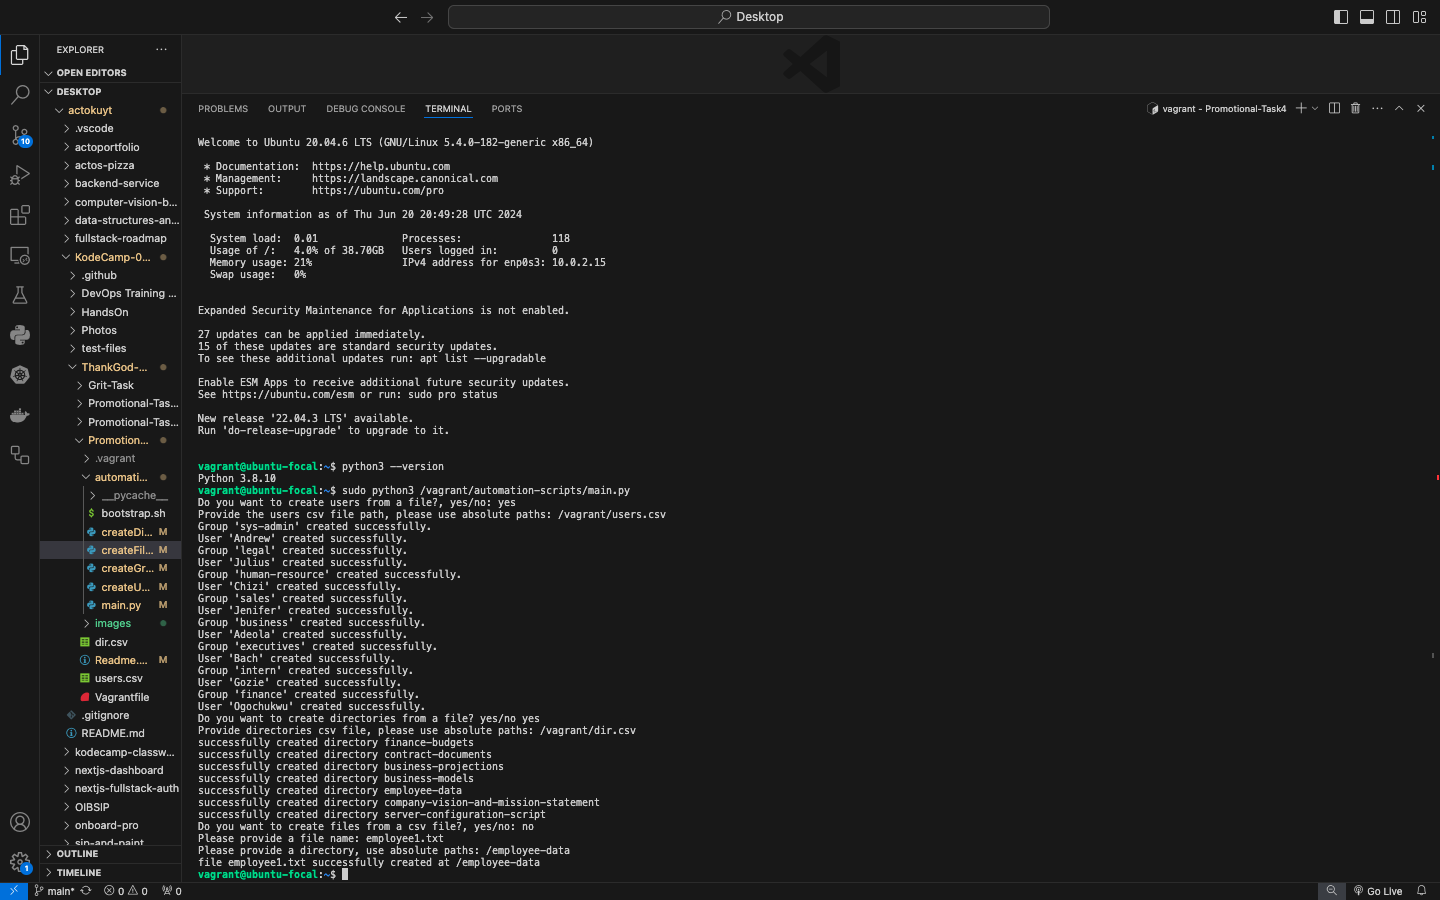 Desktop
EXPLORER
OPEN EDITORS
DESKTOP
actokuyt
.vscode
actoportfolio
actos-pizza
backend-service
computer-vision-b...
data-structures-an...
fullstack-roadmap
KodeCamp-0...
.github
DevOps Training ...
HandsOn
Photos
test-files
ThankGod-...
Grit-Task
Promotional-Tas...
Promotional-Tas...
Promotion...
.vagrant
automati...
__pycache__
$ bootstrap.sh
createDi... M
createFil... M
createGr... M
createU... M
main.py M
images
dir.csv
Readme.... M
users.csv
Vagrantfile
.gitignore
README.md
kodecamp-classw...
nextjs-dashboard
nextjs-fullstack-auth
OIBSIP
onboard-pro
sip-and-paint
OUTLINE
TIMELINE
10
1
PROBLEMS OUTPUT DEBUG CONSOLE TERMINAL PORTS
vagrant - Promotional-Task4
Welcome to Ubuntu 20.04.6 LTS (GNU/Linux 5.4.0-182-generic x86_64)
* Documentation: https://help.ubuntu.com
* Management: https://landscape.canonical.com
* Support: https://ubuntu.com/pro
System information as of Thu Jun 20 20:49:28 UTC 2024
System load: 0.01 Processes: 118
Usage of /: 4.0% of 38.70GB Users logged in: 0
Memory usage: 21% IPv4 address for enp0s3: 10.0.2.15
Swap usage: 0%
Expanded Security Maintenance for Applications is not enabled.
27 updates can be applied immediately.
15 of these updates are standard security updates.
To see these additional updates run: apt list --upgradable
Enable ESM Apps to receive additional future security updates.
See https://ubuntu.com/esm or run: sudo pro status
New release '22.04.3 LTS' available.
Run 'do-release-upgrade' to upgrade to it.
vagrant@ubuntu-focal:~$ python3 --version
Python 3.8.10
vagrant@ubuntu-focal:~$ sudo python3 /vagrant/automation-scripts/main.py
Do you want to create users from a file?, yes/no: yes
Provide the users csv file path, please use absolute paths: /vagrant/users.csv
Group 'sys-admin' created successfully.
User 'Andrew' created successfully.
Group 'legal' created successfully.
User 'Julius' created successfully.
Group 'human-resource' created successfully.
User 'Chizi' created successfully.
Group 'sales' created successfully.
User 'Jenifer' created successfully.
Group 'business' created successfully.
User 'Adeola' created successfully.
Group 'executives' created successfully.
User 'Bach' created successfully.
Group 'intern' created successfully.
User 'Gozie' created successfully.
Group 'finance' created successfully.
User 'Ogochukwu' created successfully.
Do you want to create directories from a file? yes/no yes
Provide directories csv file, please use absolute paths: /vagrant/dir.csv
successfully created directory finance-budgets
successfully created directory contract-documents
successfully created directory business-projections
successfully created directory business-models
successfully created directory employee-data
successfully created directory company-vision-and-mission-statement
successfully created directory server-configuration-script
Do you want to create files from a csv file?, yes/no: no
Please provide a file name: employee1.txt
Please provide a directory, use absolute paths: /employee-data
file employee1.txt successfully created at /employee-data
vagrant@ubuntu-focal:~$
main* 0 0 0
Go Live